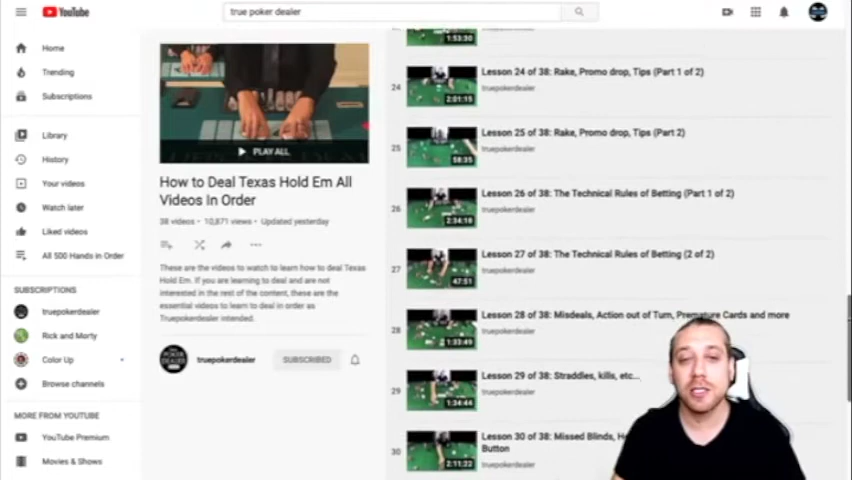 YouTube
true poker dealer
Home
Trending
Subscriptions
Library
History
Your videos
Watch later
Liked videos
All 500 Hands in Order
SUBSCRIPTIONS
truepokerdealer
Rick and Morty
Color Up
Browse channels
MORE FROM YOUTUBE
YouTube Premium
Movies & Shows
PLAY ALL
How to Deal Texas Hold Em All
Videos In Order
38 videos • 10,871 views • Updated yesterday
These are the videos to watch to learn how to deal Texas
Hold Em. If you are learning to deal and are not
interested in the rest of the content, these are the
essential videos to learn to deal in order as
Truepokerdealer intended.
POKER
DEALER
truepokerdealer
SUBSCRIBED
1:53:30
24
2:01:15
Lesson 24 of 38: Rake, Promo drop, Tips (Part 1 of 2)
truepokerdealer
25
58:35
Lesson 25 of 38: Rake, Promo drop, Tips (Part 2)
truepokerdealer
26
2:34:18
Lesson 26 of 38: The Technical Rules of Betting (Part 1 of 2)
truepokerdealer
27
47:51
Lesson 27 of 38: The Technical Rules of Betting (2 of 2)
truepokerdealer
28
1:33:49
Lesson 28 of 38: Misdeals, Action out of Turn, Premature Cards and more
truepokerdealer
29
1:34:44
Lesson 29 of 38: Straddles, kills, etc...
truepokerdealer
30
2:11:22
Lesson 30 of 38: Missed Blinds,
Button
truepokerdealer